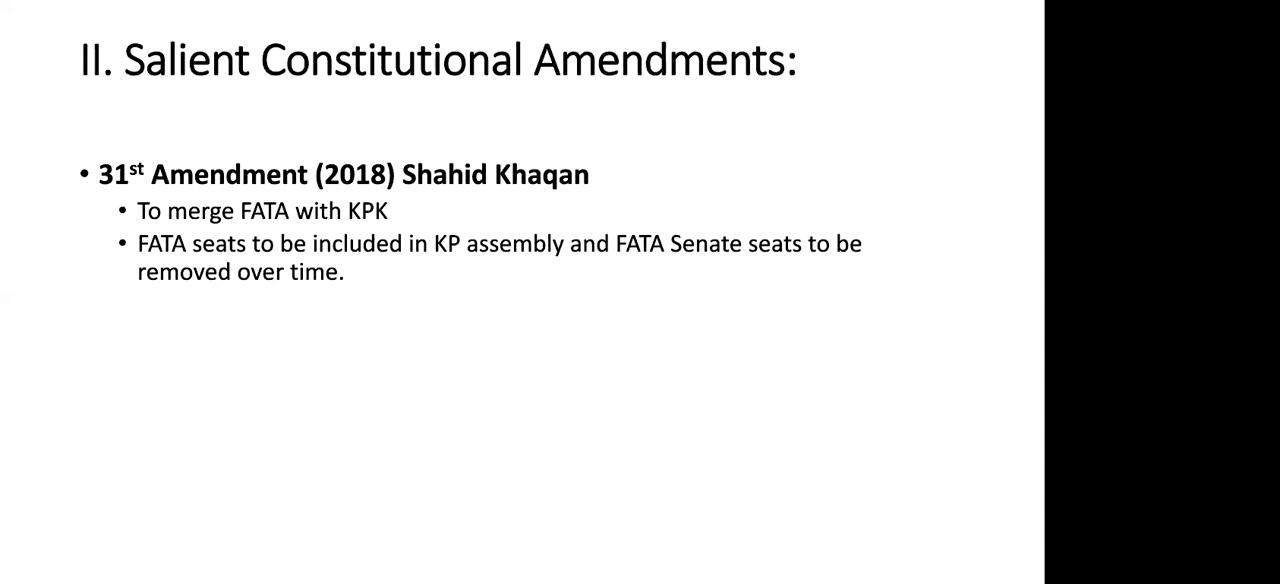 II. Salient Constitutional Amendments:
• 31st Amendment (2018) Shahid Khaqan
• To merge FATA with KPK
• FATA seats to be included in KP assembly and FATA Senate seats to be
removed over time.